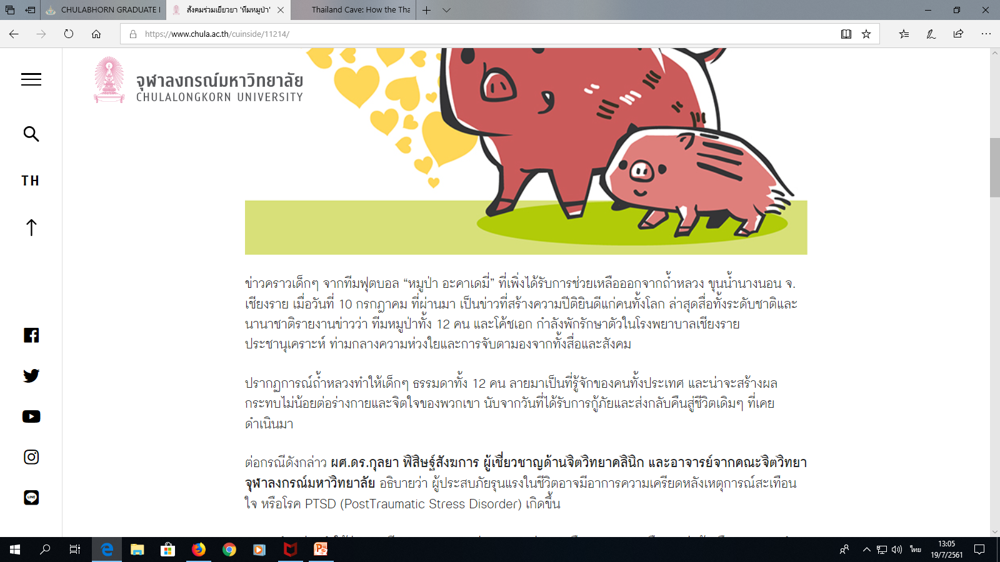 CHULABHORN GRADUATE I
สังคมร่วมเยียวยา 'ทีมหมูป่า'
Thailand Cave: How the Tha
https://www.chula.ac.th/cuinside/11214/
จุฬาลงกรณ์มหาวิทยาลัย
CHULALONGKORN UNIVERSITY
TH
ข่าวคราวเด็กๆ จากทีมฟุตบอล “หมูป่า อะคาเดมี่” ที่เพิ่งได้รับการช่วยเหลือออกจากถ้ำหลวง ขุนน้ำนางนอน จ.
เชียงราย เมื่อวันที่ 10 กรกฎาคม ที่ผ่านมา เป็นข่าวที่สร้างความปีติยินดีแก่คนทั้งโลก ล่าสุดสื่อทั้งระดับชาติและ
นานาชาติรายงานข่าวว่า ทีมหมูป่าทั้ง 12 คน และโค้ชเอก กำลังพักรักษาตัวในโรงพยาบาลเชียงราย
ประชานุเคราะห์ ท่ามกลางความห่วงใยและการจับตามองจากทั้งสื่อและสังคม
ปรากฏการณ์ถ้ำหลวงทำให้เด็กๆ ธรรมดาทั้ง 12 คน ลายมาเป็นที่รู้จักของคนทั้งประเทศ และน่าจะสร้างผล
กระทบไม่น้อยต่อร่างกายและจิตใจของพวกเขา นับจากวันที่ได้รับการกู้ภัยและส่งกลับคืนสู่ชีวิตเดิมๆ ที่เคย
ดำเนินมา
ต่อกรณีดังกล่าว ผศ.ดร.กุลยา พิสิษฐ์สังฆการ ผู้เชี่ยวชาญด้านจิตวิทยาคลินิก และอาจารย์จากคณะจิตวิทยา
จุฬาลงกรณ์มหาวิทยาลัย อธิบายว่า ผู้ประสบภัยรุนแรงในชีวิตอาจมีอาการความเครียดหลังเหตุการณ์สะเทือน
ใจ หรือโรค PTSD (PostTraumatic Stress Disorder) เกิดขึ้น
LINE
ไทย
13:05
19/7/2561